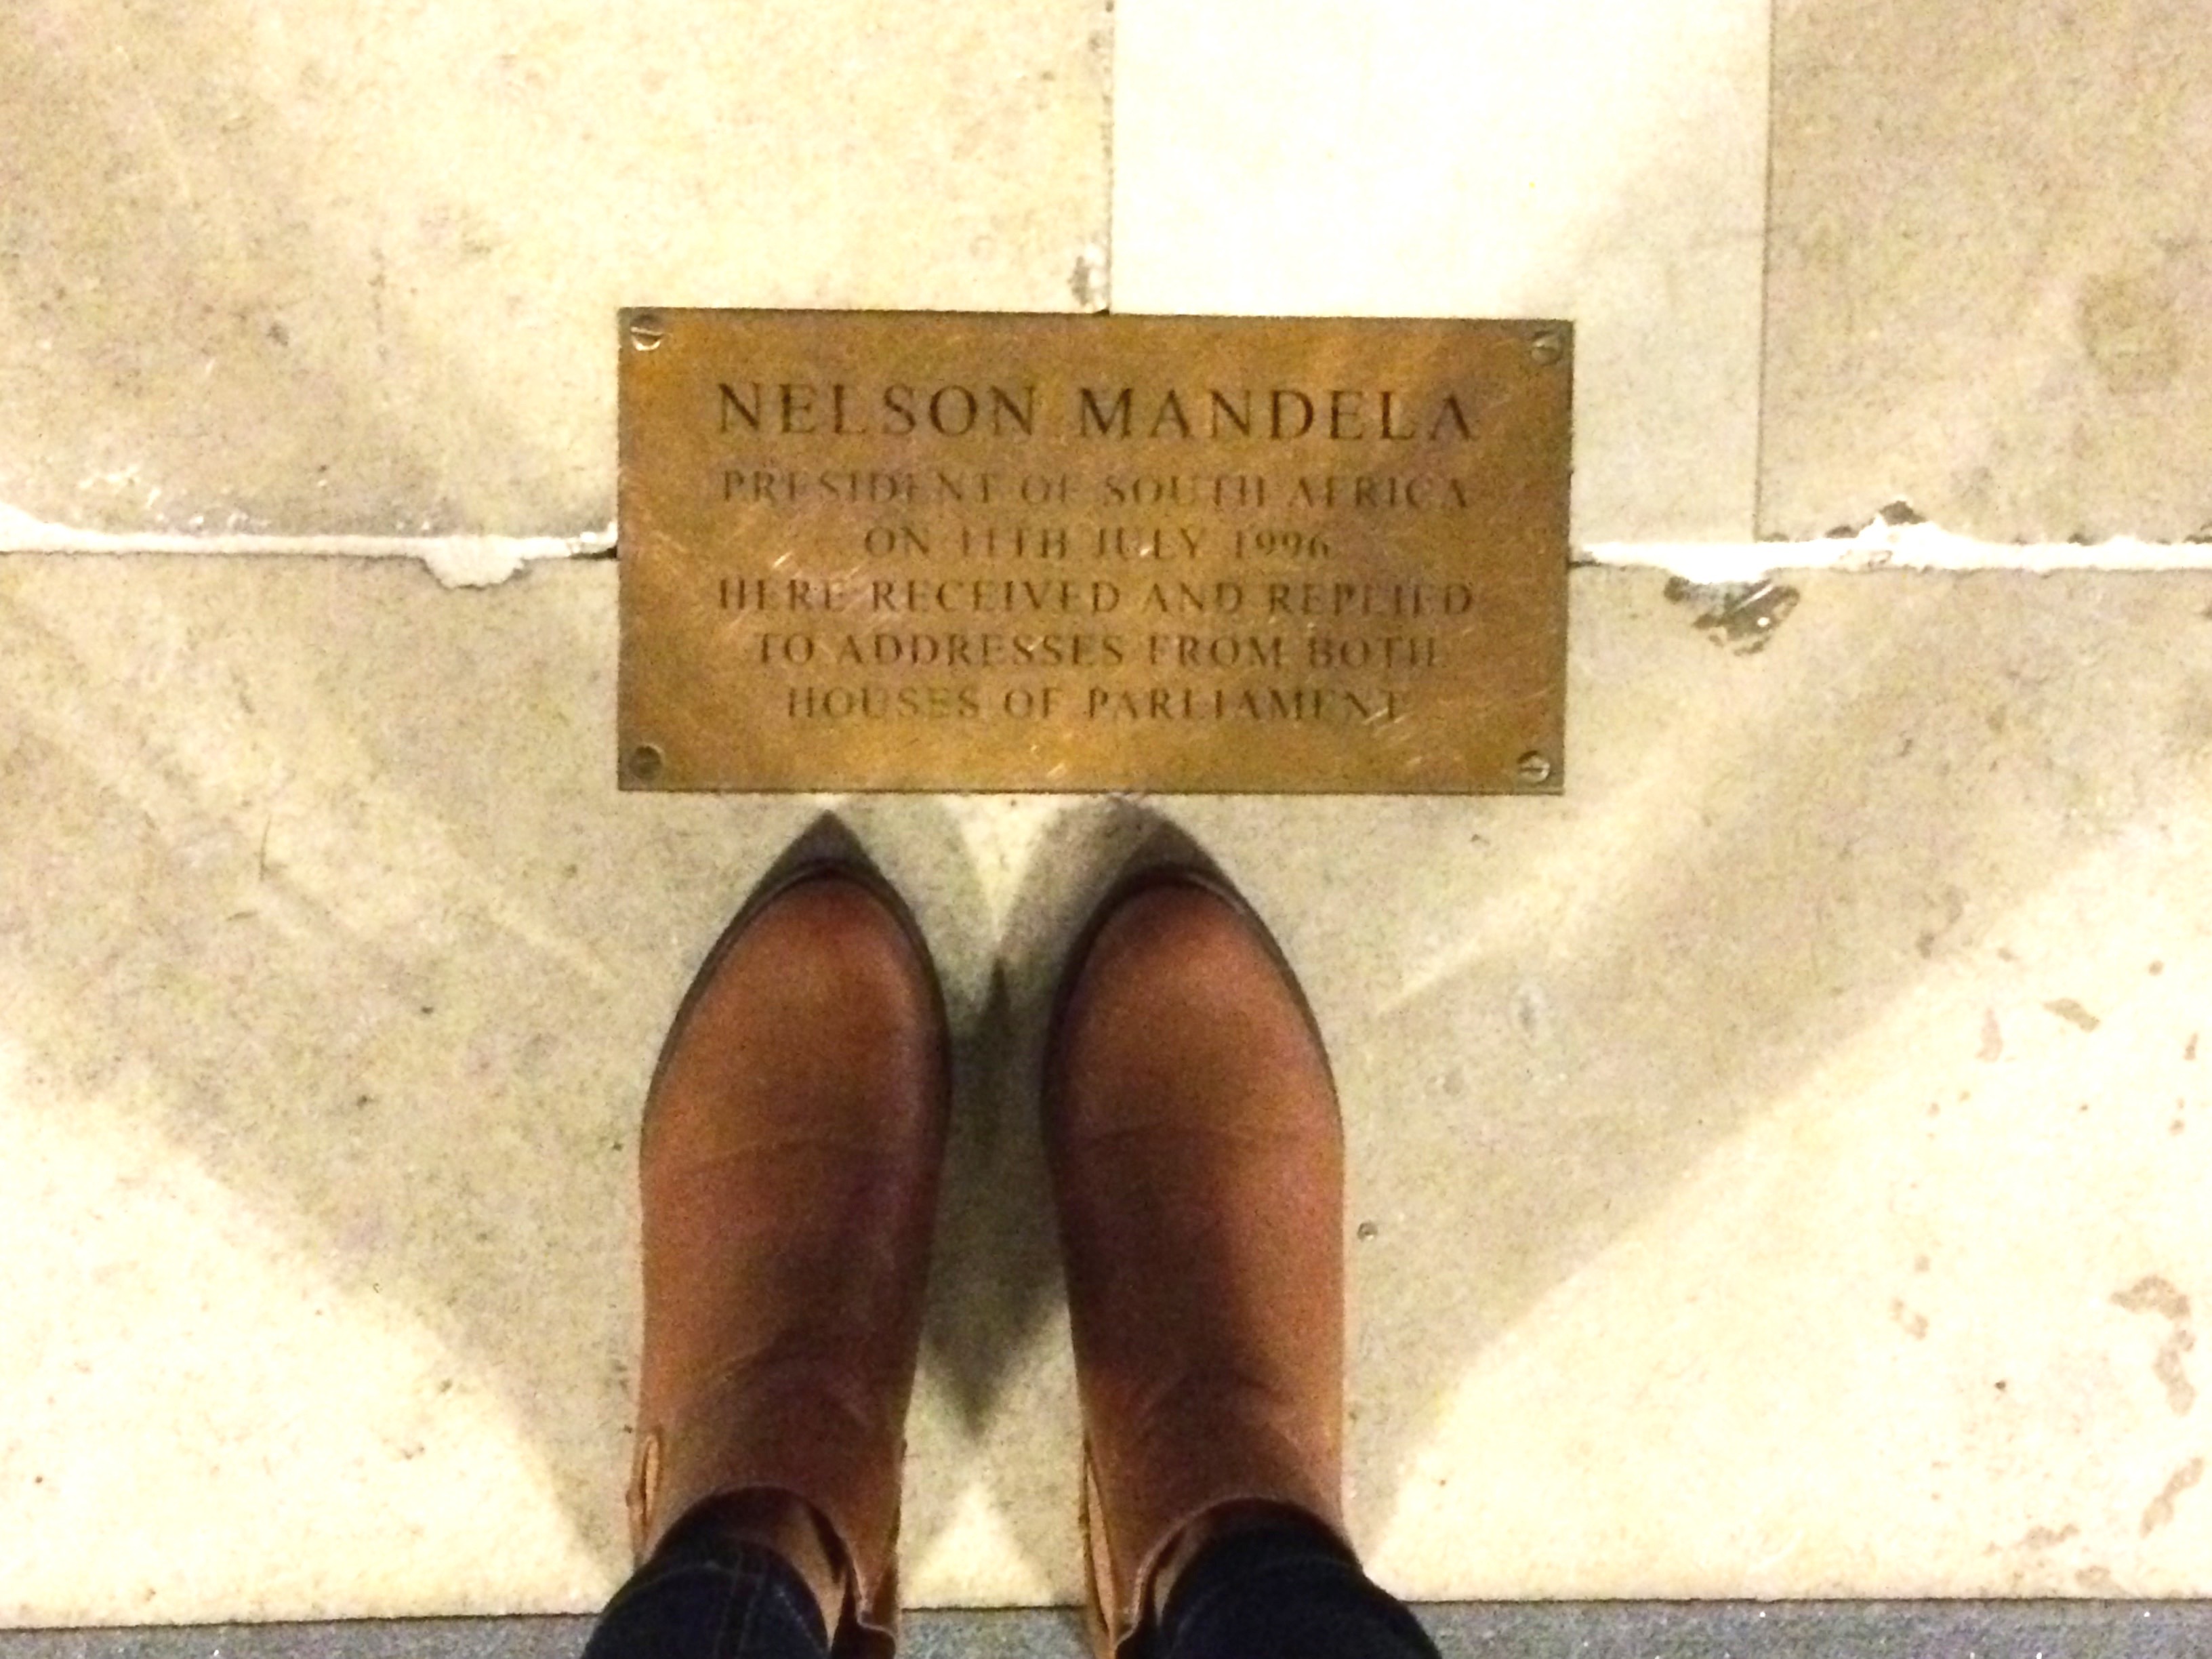 NELSON MANDELA
PRESIDENT OF SOUTH AFRICA
ON 11TH JULY 1996
HERE RECEIVED AND REPLIED
TO ADDRESSES FROM BOTH
HOUSES OF PARLIAMENT